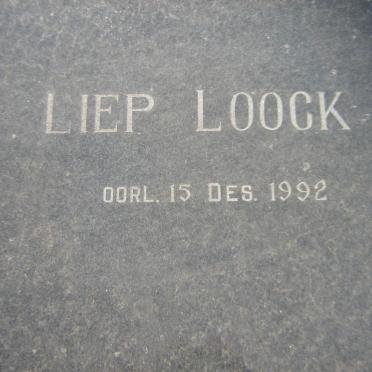 LIEP LOOCK
OORL. 15 DES. 1992